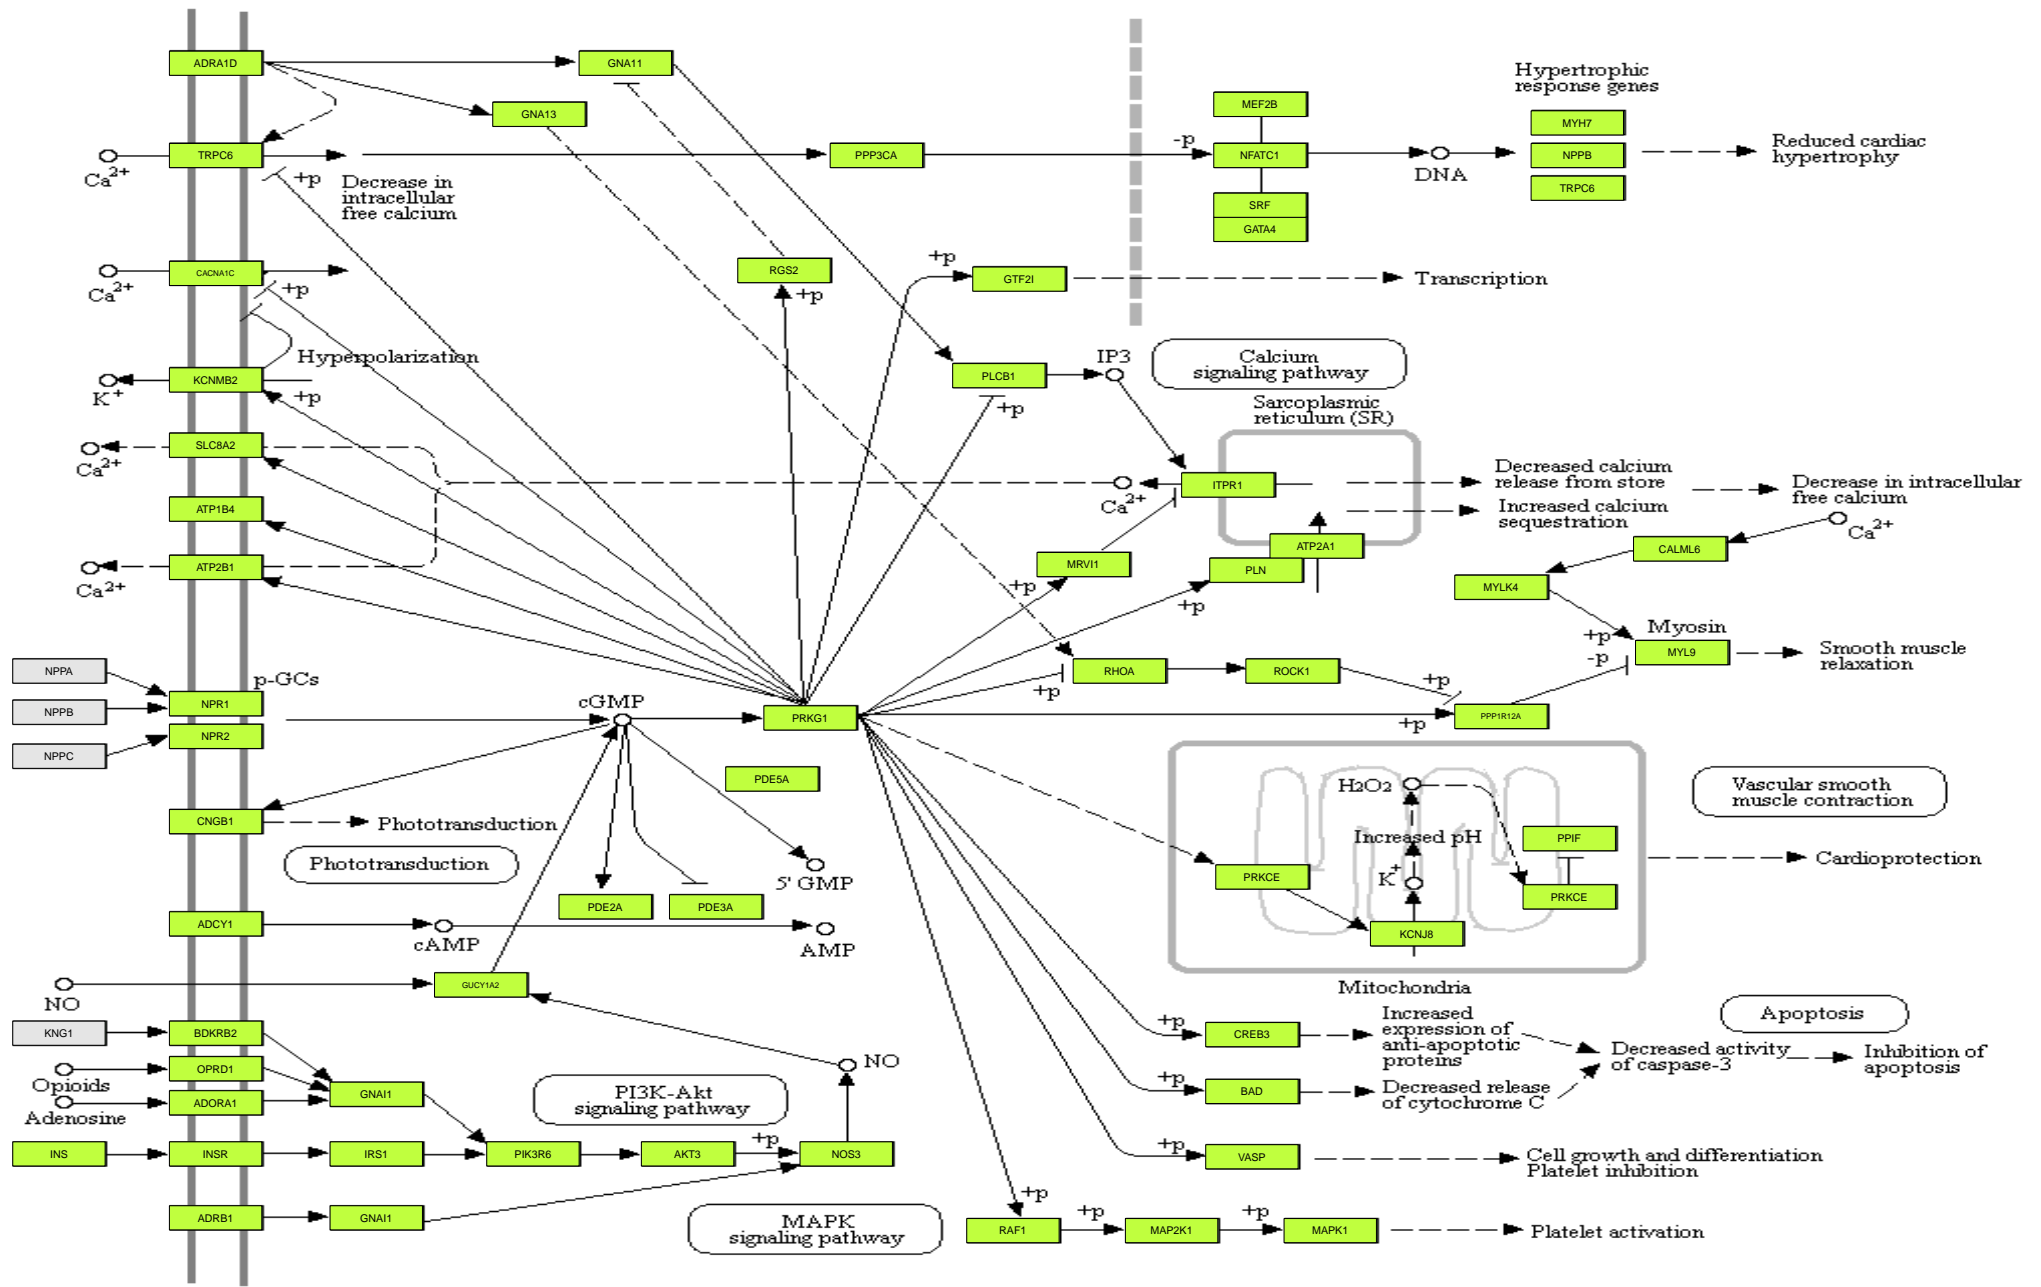 ADRA1D
GNA11
GNA13
Hypertrophic
response genes
MEF2B
MYH7
TRPC6
Ca2+
+p
Decrease in
intracellular
free calcium
PPP3CA
-p
NFATC1
DNA
NPPB
TRPC6
Reduced cardiac
hypertrophy
SRF
GATA4
CACNA1C
Ca2+
+p
RGS2
+p
+p
GTF2I
Transcription
Hyperpolarization
KCNMB2
K+
+p
PLCB1
+p
IP3
Calcium
signaling pathway
Sarcoplasmic
reticulum (SR)
SLC8A2
Ca2+
ATP1B4
ATP2B1
Ca2+
Ca2+
ITPR1
Decreased calcium
release from store
Increased calcium
sequestration
Decrease in intracellular
free calcium
Ca2+
ATP2A1
PLN
MRVI1
+p
+p
CALML6
MYLK4
+p
-p
Myosin
MYL9
Smooth muscle
relaxation
NPPA
NPPB
NPPC
p-GCs
NPR1
NPR2
cGMP
PRKG1
RHOA
+p
ROCK1
+p
+p
PPP1R12A
PDE5A
CNGB1
Phototransduction
Phototransduction
5' GMP
PDE2A
PDE3A
H2O2
Increased pH
K+
PPIF
PRKCE
PRKCE
KCNJ8
Mitochondria
Vascular smooth
muscle contraction
Cardioprotection
ADCY1
cAMP
AMP
NO
GUCY1A2
KNG1
BDKRB2
OPRD1
Opioids
ADORA1
Adenosine
GNAI1
NO
PI3K-Akt
signaling pathway
INS
INSR
IRS1
PIK3R6
AKT3
+p
NOS3
ADRB1
GNAI1
MAPK
signaling pathway
+p
CREB3
Increased
expression of
anti-apoptotic
proteins
Apoptosis
Decreased activity
of caspase-3
Inhibition of
apoptosis
+p
BAD
Decreased release
of cytochrome C
+p
VASP
Cell growth and differentiation
Platelet inhibition
+p
RAF1
+p
MAP2K1
+p
MAPK1
Platelet activation